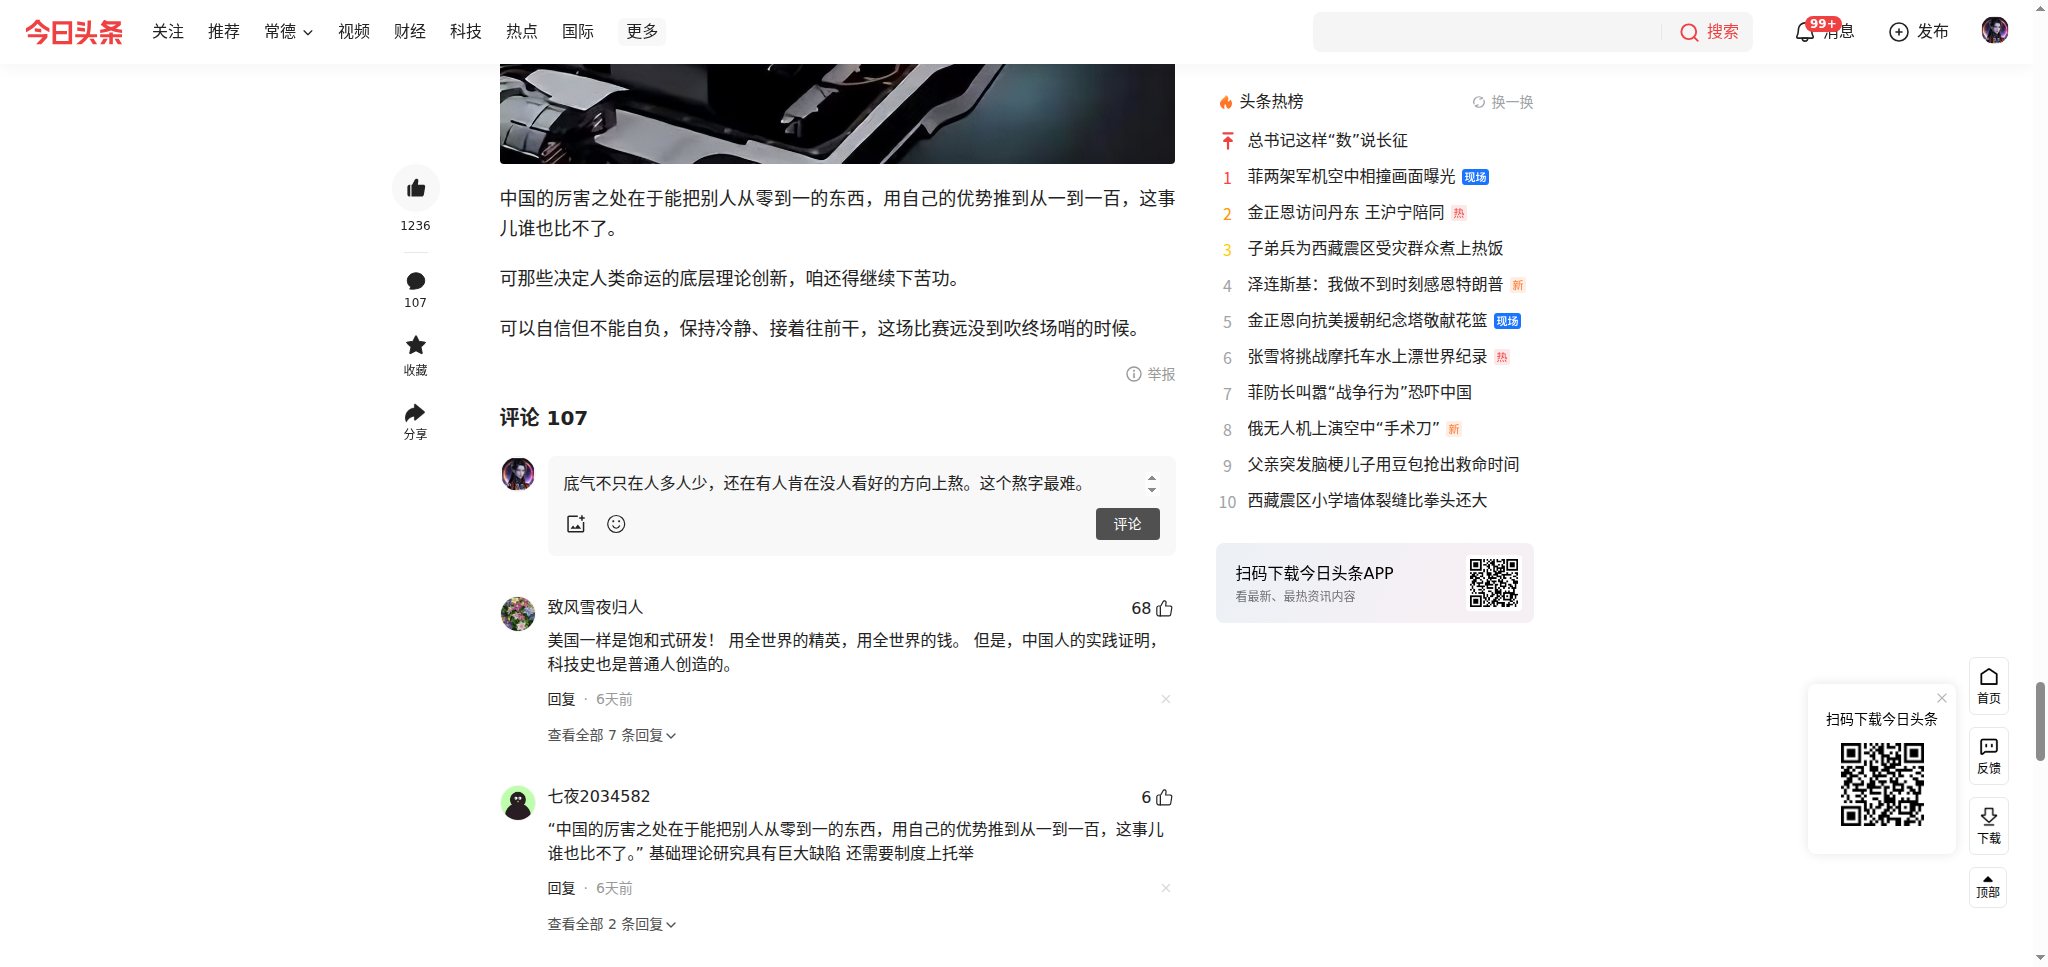 今日头条
关注 推荐 常德 视频 财经 科技 热点 国际 更多
搜索
99+
消息
发布
中国的厉害之处在于能把别人从零到一的东西，用自己的优势推到从一到一百，这事
儿谁也比不了。
可那些决定人类命运的底层理论创新，咱还得继续下苦功。
可以自信但不能自负，保持冷静、接着往前干，这场比赛远没到吹终场哨的时候。
举报
1236
107
收藏
分享
评论 107
底气不只在人多人少，还在有人肯在没人看好的方向上熬。这个熬字最难。
评论
致风雪夜归人
68
美国一样是饱和式研发！ 用全世界的精英，用全世界的钱。 但是，中国人的实践证明，
科技史也是普通人创造的。
回复 · 6天前
查看全部 7 条回复
七夜2034582
6
“中国的厉害之处在于能把别人从零到一的东西，用自己的优势推到从一到一百，这事儿
谁也比不了。” 基础理论研究具有巨大缺陷 还需要制度上托举
回复 · 6天前
查看全部 2 条回复
头条热榜
换一换
总书记这样“数”说长征
1 菲两架军机空中相撞画面曝光 现场
2 金正恩访问丹东 王沪宁陪同 热
3 子弟兵为西藏震区受灾群众煮上热饭
4 泽连斯基：我做不到时刻感恩特朗普 新
5 金正恩向抗美援朝纪念塔敬献花篮 现场
6 张雪将挑战摩托车水上漂世界纪录 热
7 菲防长叫嚣“战争行为”恐吓中国
8 俄无人机上演空中“手术刀” 新
9 父亲突发脑梗儿子用豆包抢出救命时间
10 西藏震区小学墙体裂缝比拳头还大
扫码下载今日头条APP
看最新、最热资讯内容
扫码下载今日头条
首页
反馈
下载
顶部